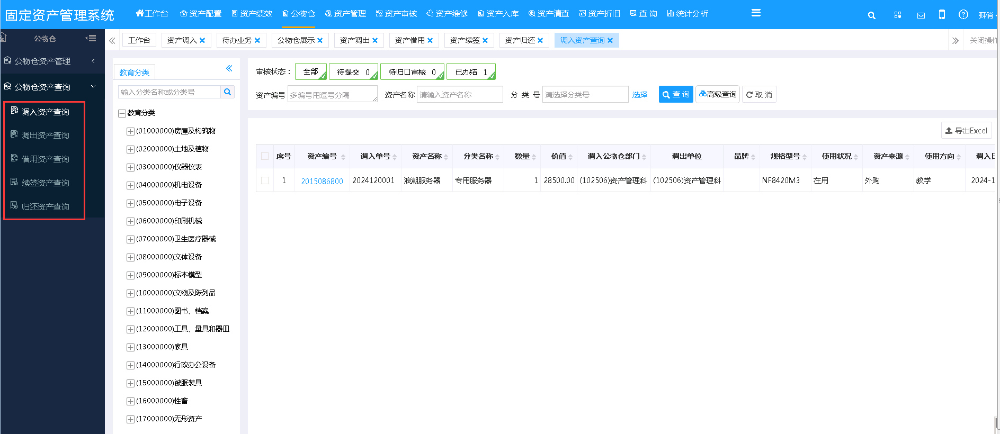 固定资产管理系统
工作台 资产配置 资产绩效 公物仓 资产管理 资产审核 资产维修 资产入库 资产清查 资产折旧 查 询 统计分析
公物仓
工作台 资产调入 待办业务 公物仓展示 资产调出 资产借用 资产续签 资产归还 调入资产查询 关闭操作
公物仓资产管理
公物仓资产查询
调入资产查询
调出资产查询
借用资产查询
续签资产查询
归还资产查询
教育分类
输入分类名称或分类号
教育分类
(01000000)房屋及构筑物
(02000000)土地及植物
(03000000)仪器仪表
(04000000)机电设备
(05000000)电子设备
(06000000)印刷机械
(07000000)卫生医疗器械
(08000000)文体设备
(09000000)标本模型
(10000000)文物及陈列品
(11000000)图书、档案
(12000000)工具、量具和器皿
(13000000)家具
(14000000)行政办公设备
(15000000)被服装具
(16000000)牲畜
(17000000)无形资产
审核状态： 全部 待提交 0 待归口审核 0 已办结 1
资产编号 多编号用逗号分隔 资产名称 请输入资产名称 分 类 号 请选择分类号 选择 查 询 高级查询 取 消
导出Excel
序号 资产编号 调入单号 资产名称 分类名称 数量 价值 调入公物仓部门 调出单位 品牌 规格型号 使用状况 资产来源 使用方向 调入
1 2015086800 2024120001 浪潮服务器 专用服务器 1 28500.00 (102506)资产管理科 (102506)资产管理科 NF8420M3 在用 外购 教学 2024-1